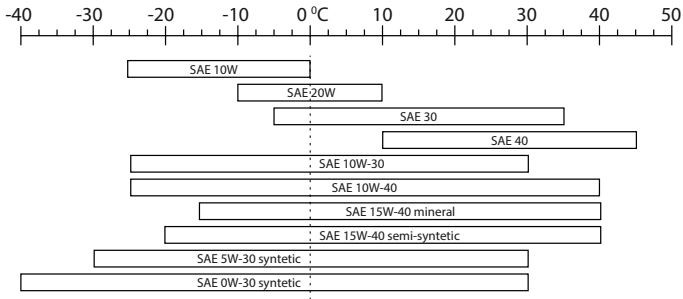 -40 -30 -20 -10 0 ⁰C 10 20 30 40 50
SAE 10W
SAE 20W
SAE 30
SAE 40
SAE 10W-30
SAE 10W-40
SAE 15W-40 mineral
SAE 15W-40 semi-syntetic
SAE 5W-30 syntetic
SAE 0W-30 syntetic